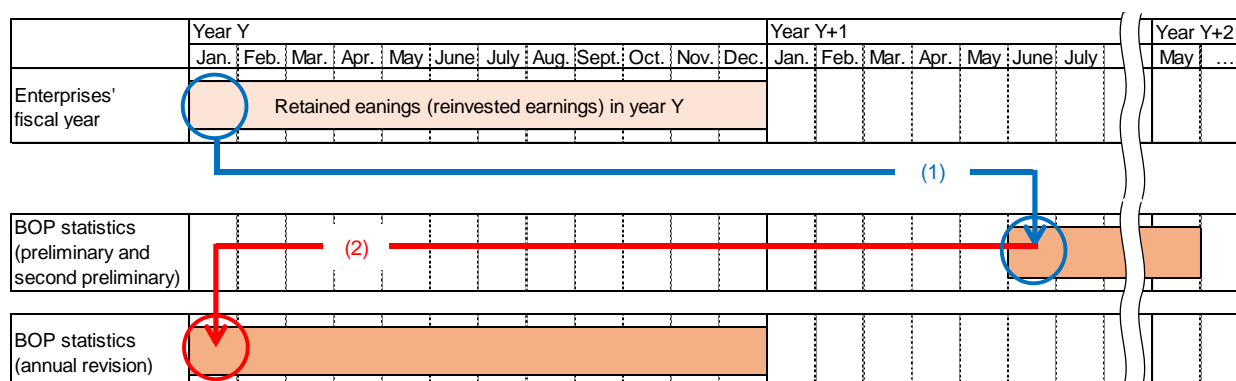 Year Y Year Y+1 Year Y+2
Jan. Feb. Mar. Apr. May June July Aug. Sept. Oct. Nov. Dec. Jan. Feb. Mar. Apr. May June July May …
Enterprises'
fiscal year
Retained eanings (reinvested earnings) in year Y
(1)
BOP statistics
(preliminary and
second preliminary)
(2)
BOP statistics
(annual revision)